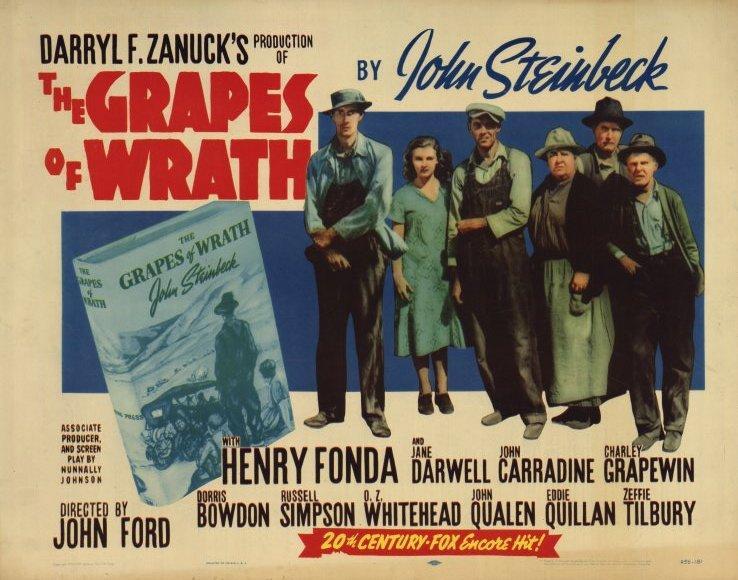 DARRYL F. ZANUCK'S PRODUCTION OF
THE GRAPES
OF WRATH
BY John Steinbeck
THE
GRAPES of WRATH
John Steinbeck
THE
GRAPES
of
WRATH
ASSOCIATE
PRODUCER,
AND SCREEN
PLAY BY
NUNNALLY
JOHNSON
WITH HENRY FONDA AND JANE DARWELL JOHN CARRADINE CHARLEY GRAPEWIN
DIRECTED BY
JOHN FORD
DORRIS BOWDON RUSSELL SIMPSON O. Z. WHITEHEAD JOHN QUALEN EDDIE QUILLAN ZEFFIE TILBURY
20th CENTURY-FOX Encore Hit!